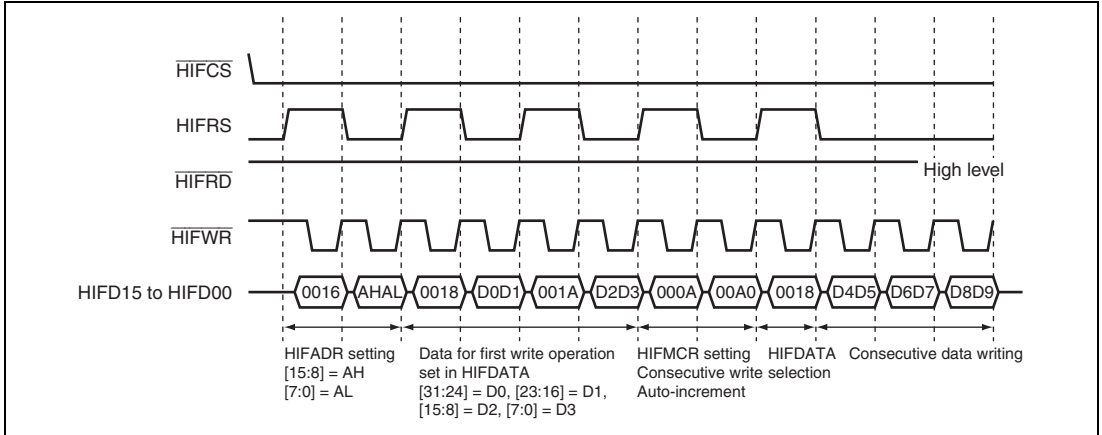 HIFCS
HIFRS
HIFRD
High level
HIFWR
HIFD15 to HIFD00
0016 AHAL 0018 D0D1 001A D2D3 000A 00A0 0018 D4D5 D6D7 D8D9
HIFADR setting
[15:8] = AH
[7:0] = AL
Data for first write operation
set in HIFDATA
[31:24] = D0, [23:16] = D1,
[15:8] = D2, [7:0] = D3
HIFMCR setting
Consecutive write selection
Auto-increment
HIFDATA
Consecutive data writing